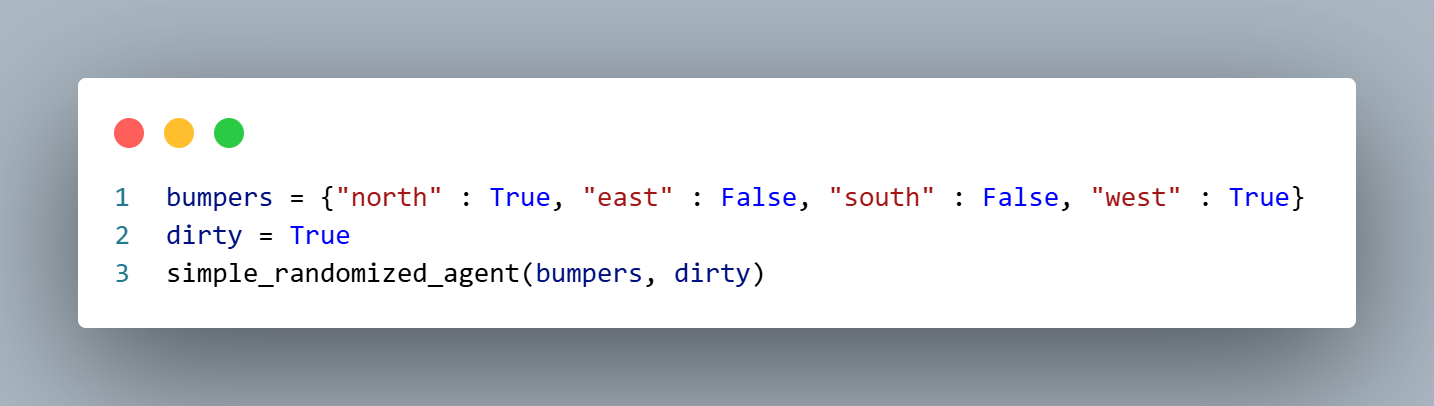 1 bumpers = {"north" : True, "east" : False, "south" : False, "west" : True}
2 dirty = True
3 simple_randomized_agent(bumpers, dirty)